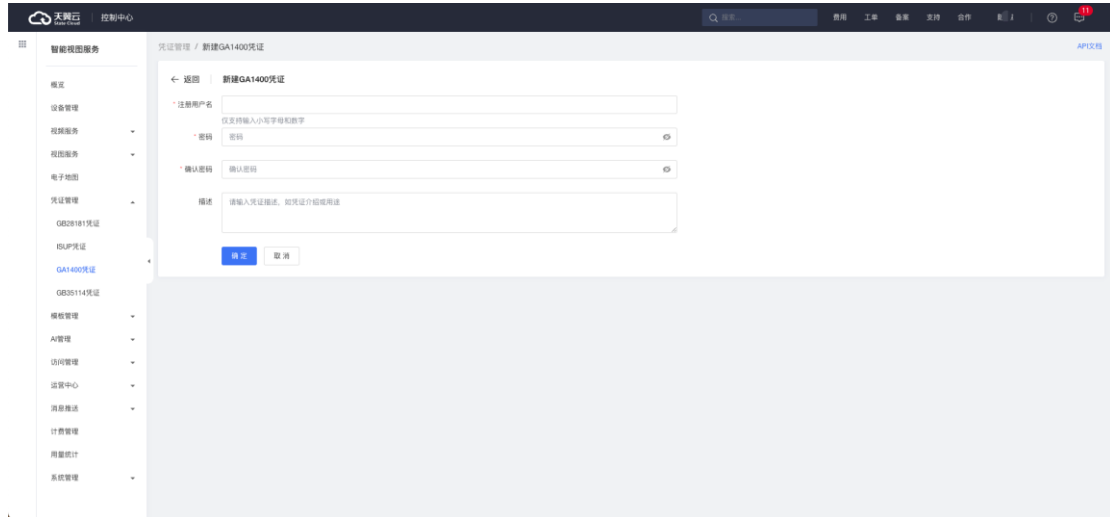 天翼云 控制中心 费用 工单 备案 支持 合作 11
State Cloud
智能视图服务
凭证管理 / 新建GA1400凭证 API文档
概览
设备管理
视频服务
视图服务
电子地图
凭证管理
GB28181凭证
ISUP凭证
GA1400凭证
GB35114凭证
模板管理
AI管理
访问管理
运营中心
消息推送
计费管理
用量统计
系统管理
← 返回 新建GA1400凭证
* 注册用户名
仅支持输入小写字母和数字
* 密码 密码
* 确认密码 确认密码
描述 请输入凭证描述，如凭证介绍或用途
确定 取消